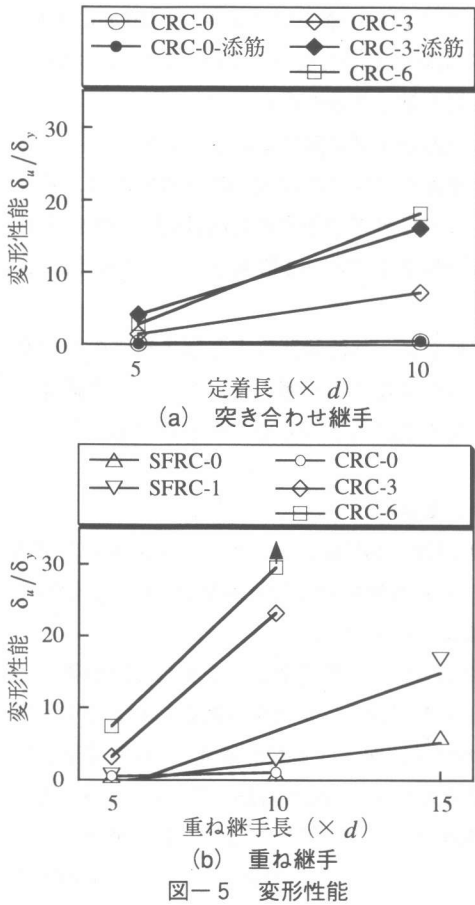 CRC-0 CRC-3
CRC-0-添筋 CRC-3-添筋
CRC-6
変形性能 δu/δy
30
20
10
0
5 10
定着長 (× d)
(a) 突き合わせ継手
SFRC-0 CRC-0
SFRC-1 CRC-3
CRC-6
変形性能 δu/δy
30
20
10
0
5 10 15
重ね継手長 (× d)
(b) 重ね継手
図-5 変形性能